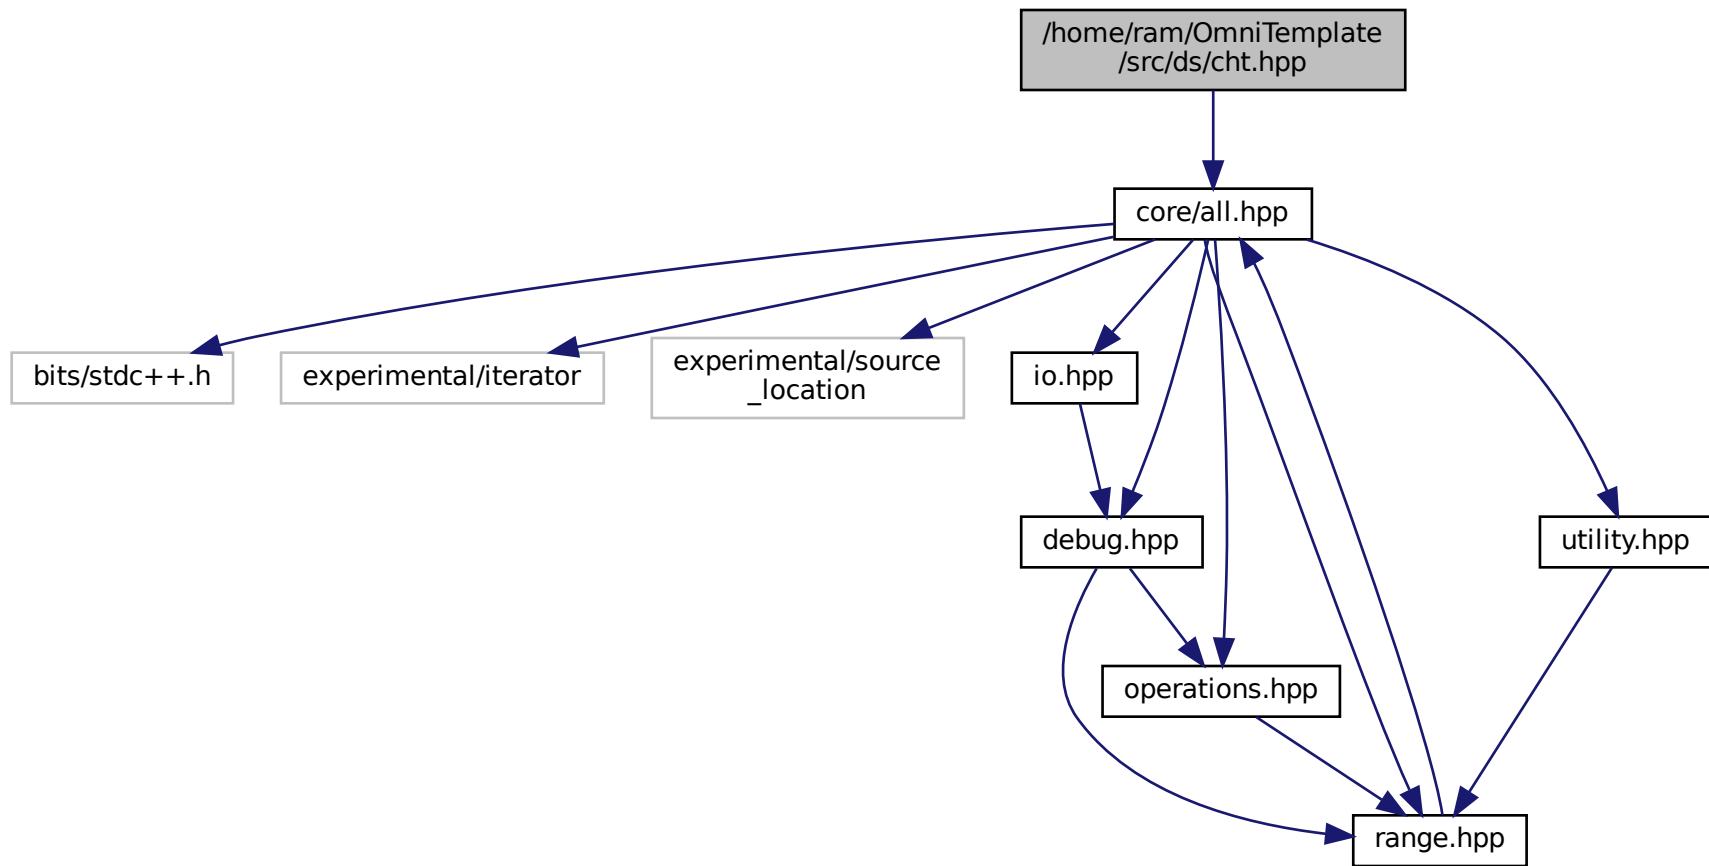 /home/ram/OmniTemplate
/src/ds/cht.hpp
core/all.hpp
bits/stdc++.h
experimental/iterator
experimental/source
_location
io.hpp
debug.hpp
utility.hpp
operations.hpp
range.hpp